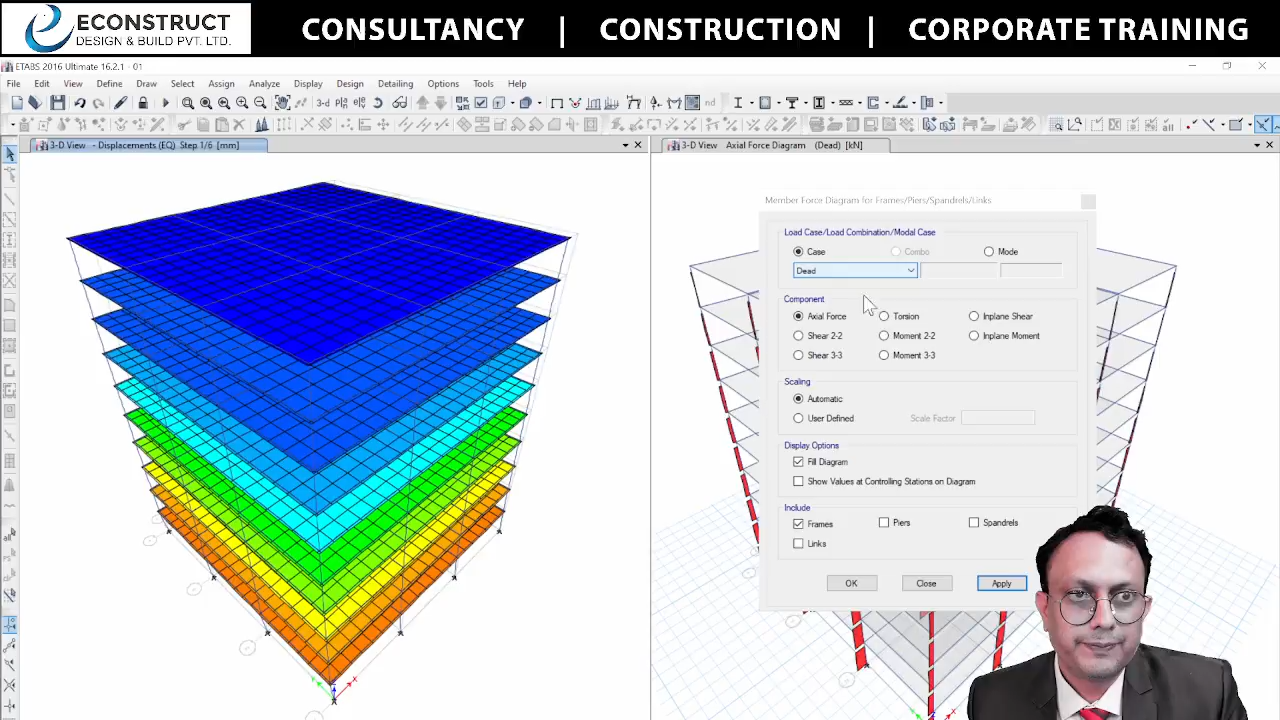 ECONSTRUCT
DESIGN & BUILD PVT. LTD.
CONSULTANCY | CONSTRUCTION | CORPORATE TRAINING
ETABS 2016 Ultimate 16.2.1 - 01
File Edit View Define Draw Select Assign Analyze Display Design Detailing Options Tools Help
3-d
nd
3-D View - Displacements (EQ) Step 1/6 [mm]
3-D View Axial Force Diagram (Dead) [kN]
Member Force Diagram for Frames/Piers/Spandrels/Links
Load Case/Load Combination/Modal Case
Case Combo Mode
Dead
Component
Axial Force Torsion Inplane Shear
Shear 2-2 Moment 2-2 Inplane Moment
Shear 3-3 Moment 3-3
Scaling
Automatic
User Defined Scale Factor
Display Options
Fill Diagram
Show Values at Controlling Stations on Diagram
Include
Frames Piers Spandrels
Links
OK Close Apply
X
X